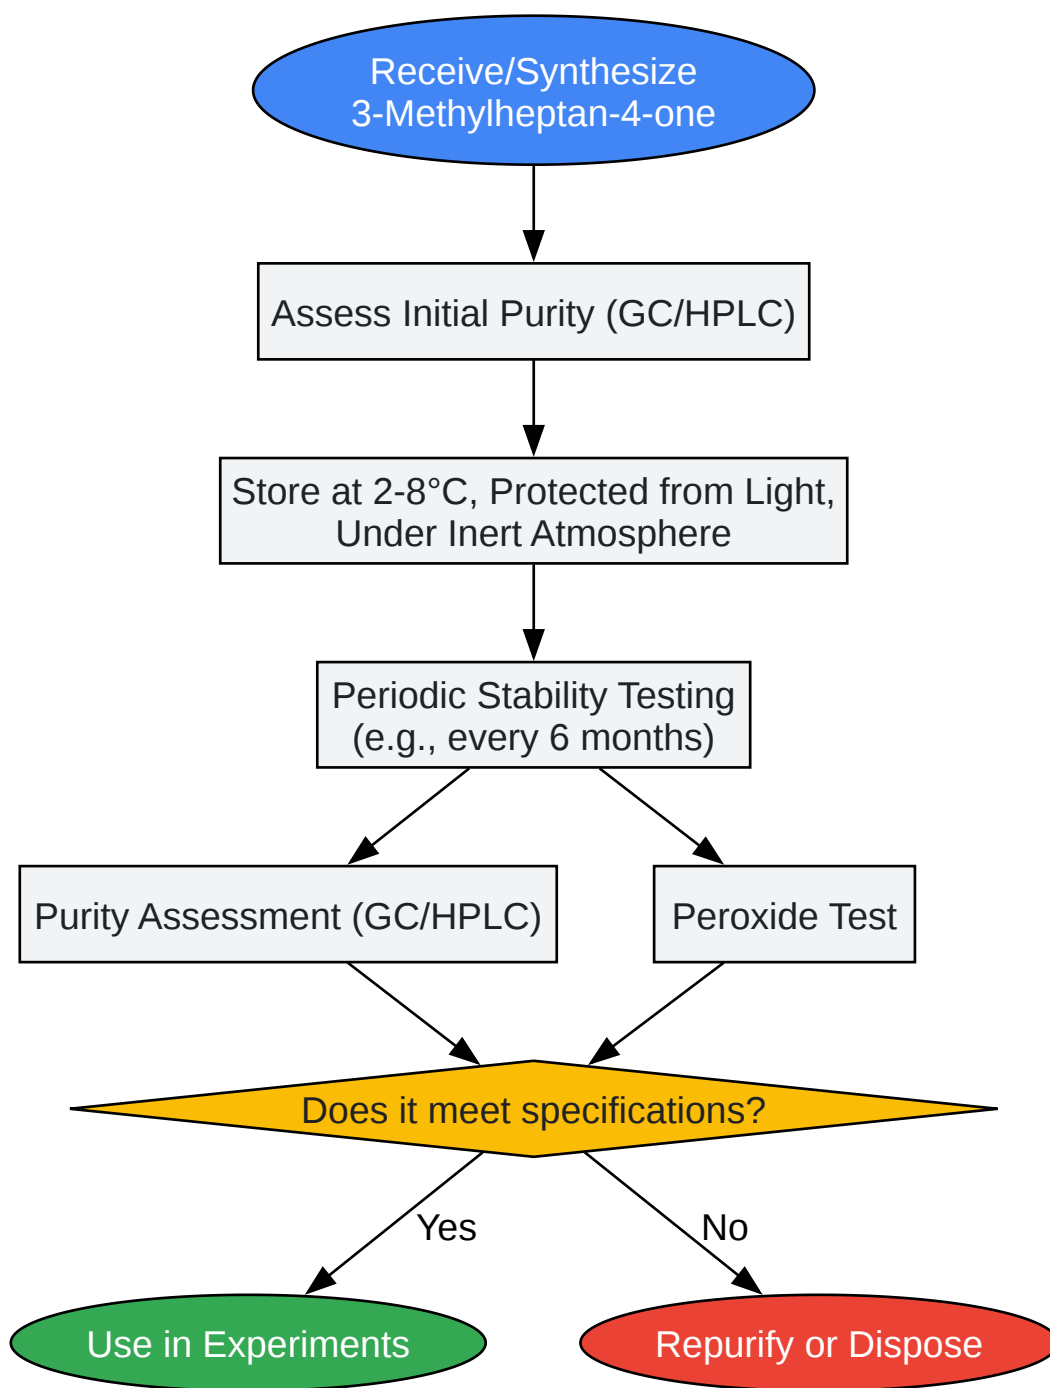 Receive/Synthesize
3-Methylheptan-4-one
Assess Initial Purity (GC/HPLC)
Store at 2-8°C, Protected from Light,
Under Inert Atmosphere
Periodic Stability Testing
(e.g., every 6 months)
Purity Assessment (GC/HPLC)
Peroxide Test
Does it meet specifications?
Yes
No
Use in Experiments
Repurify or Dispose